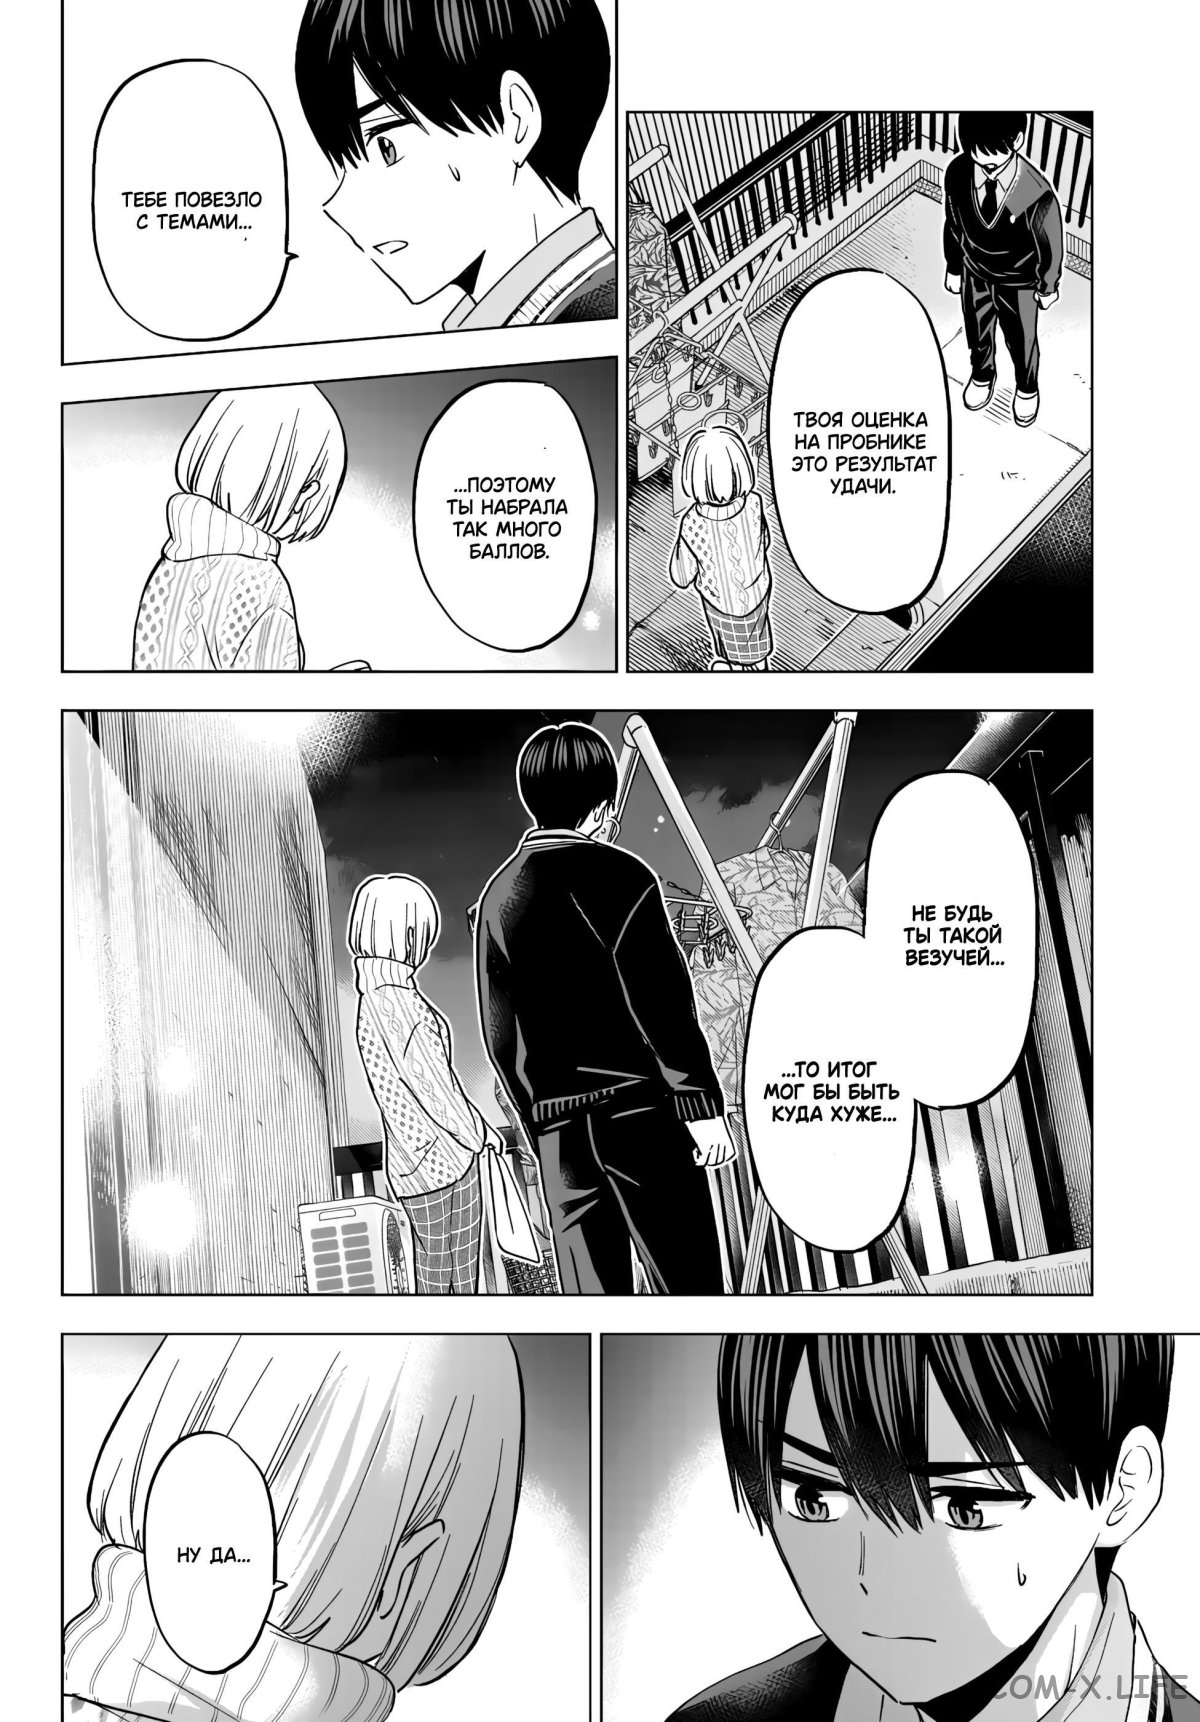 ТВОЯ ОЦЕНКА
НА ПРОБНИКЕ
ЭТО РЕЗУЛЬТАТ
УДАЧИ.
ТЕБЕ ПОВЕЗЛО
С ТЕМАМИ...
...ПОЭТОМУ
ТЫ НАБРАЛА
ТАК МНОГО
БАЛЛОВ.
НЕ БУДЬ
ТЫ ТАКОЙ
ВЕЗУЧЕЙ...
...ТО ИТОГ
МОГ БЫ БЫТЬ
КУДА ХУЖЕ...
НУ ДА...
COM-X.LIFE